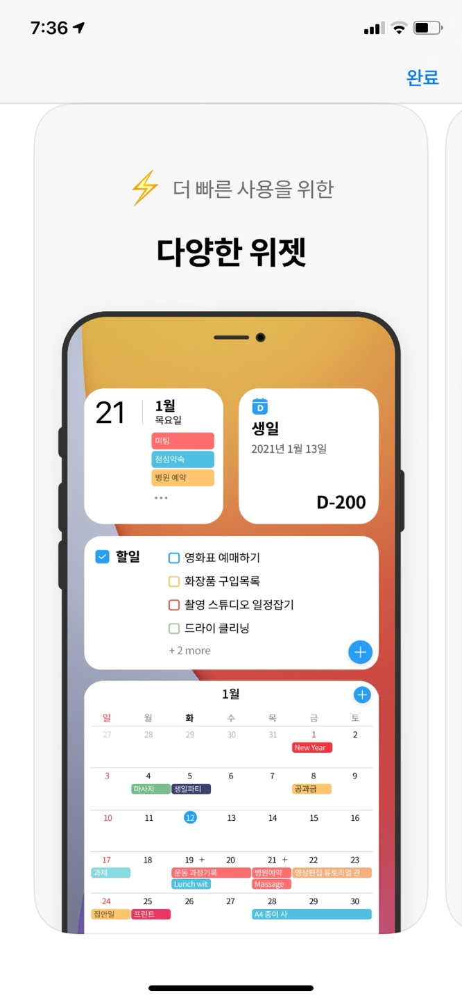 7:36
완료
⚡ 더 빠른 사용을 위한
다양한 위젯
21
1월
목요일
미팅
점심약속
병원 예약
•••
D
생일
2021년 1월 13일
D-200
할일
영화표 예매하기
화장품 구입목록
촬영 스튜디오 일정잡기
드라이 클리닝
+ 2 more
1월
일 월 화 수 목 금 토
27 28 29 30 31 1 2
New Year
3 4 5 6 7 8 9
마사지 생일파티 공과금
10 11 12 13 14 15 16
17 18 19 + 20 21 + 22 23
과제 운동 과정기록 병원예약 영상편집 튜토리얼 관
Lunch wit Massage
24 25 26 27 28 29 30
집안일 프린트 A4 종이 사